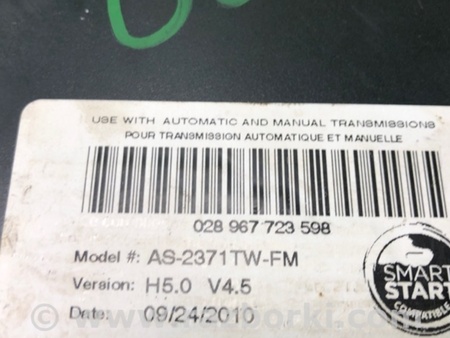 USE WITH AUTOMATIC AND MANUAL TRANSMISSIONS
POUR TRANSMISSION AUTOMATIQUE ET MANUELLE
028 967 723 598
Model #: AS-2371TW-FM
Version: H5.0 V4.5
Date: 09/24/2010
SMART
START
COMPATIBLE